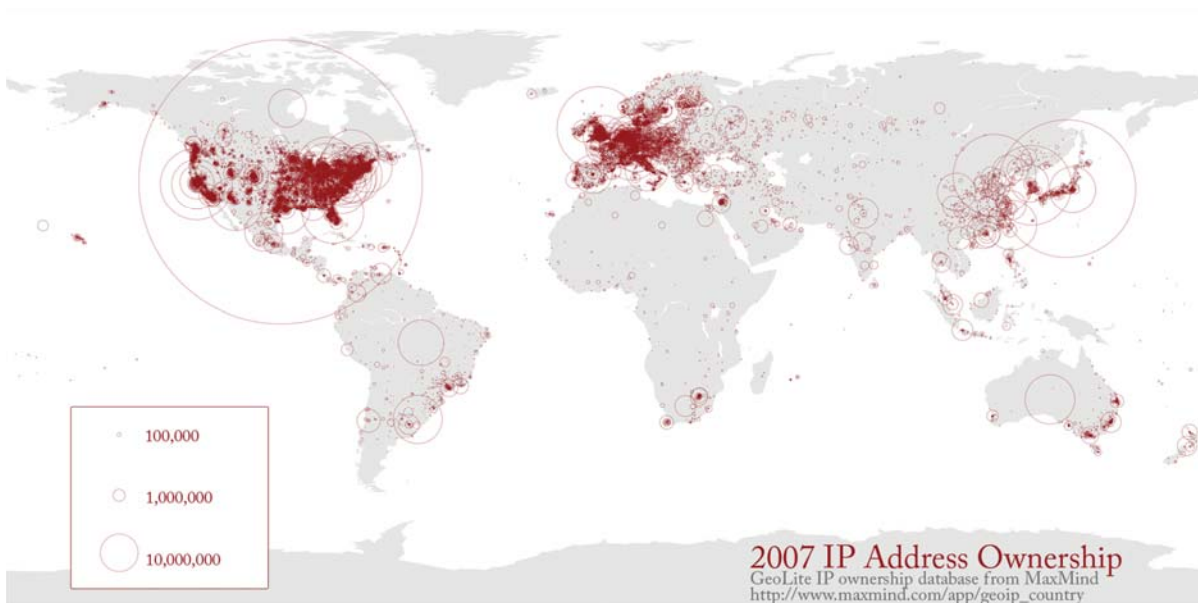 100,000
1,000,000
10,000,000
2007 IP Address Ownership
GeoLite IP ownership database from MaxMind
http://www.maxmind.com/app/geoip_country